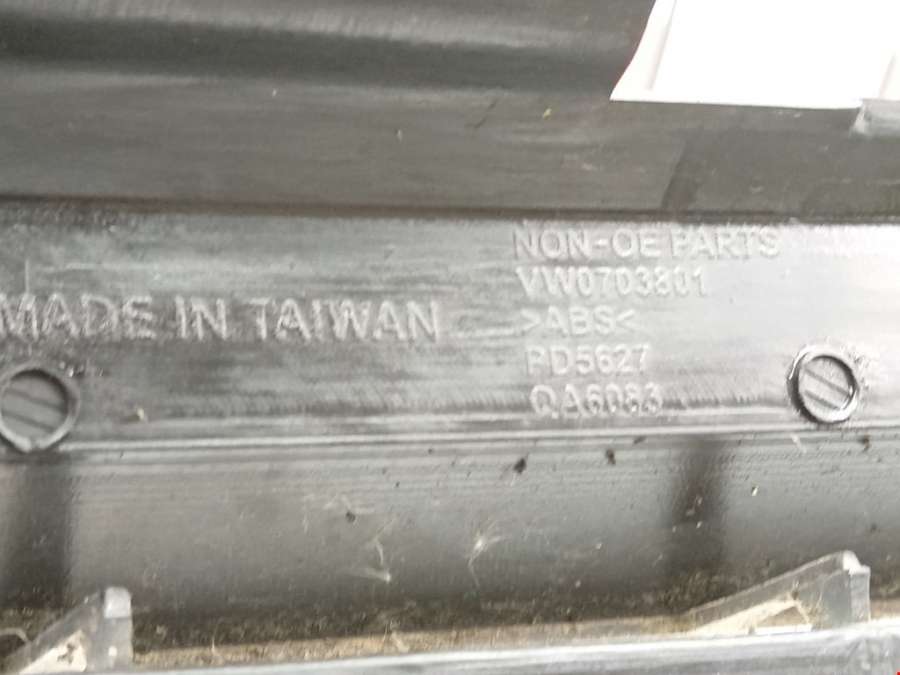 MADE IN TAIWAN
NON-OE PARTS
VW0703801
>ABS<
PD5627
QA6083